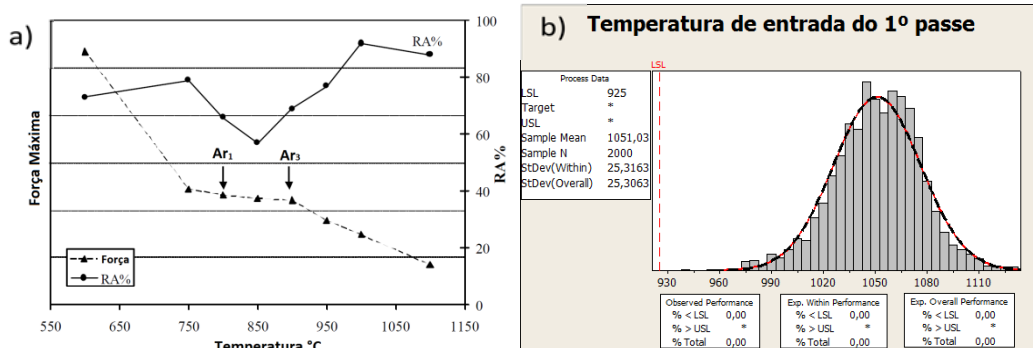 a)
Força Máxima
100
80
60
40
20
0
RA%
RA%
Ar₁
Ar₃
Força
RA%
550
650
750
850
950
1050
1150
Temperatura °C
b) Temperatura de entrada do 1º passe
LSL
Process Data
LSL 925
Target *
USL *
Sample Mean 1051,03
Sample N 2000
StDev(Within) 25,3163
StDev(Overall) 25,3063
930 960 990 1020 1050 1080 1110
Observed Performance
% < LSL 0,00
% > USL *
% Total 0,00
Exp. Within Performance
% < LSL 0,00
% > USL *
% Total 0,00
Exp. Overall Performance
% < LSL 0,00
% > USL *
% Total 0,00